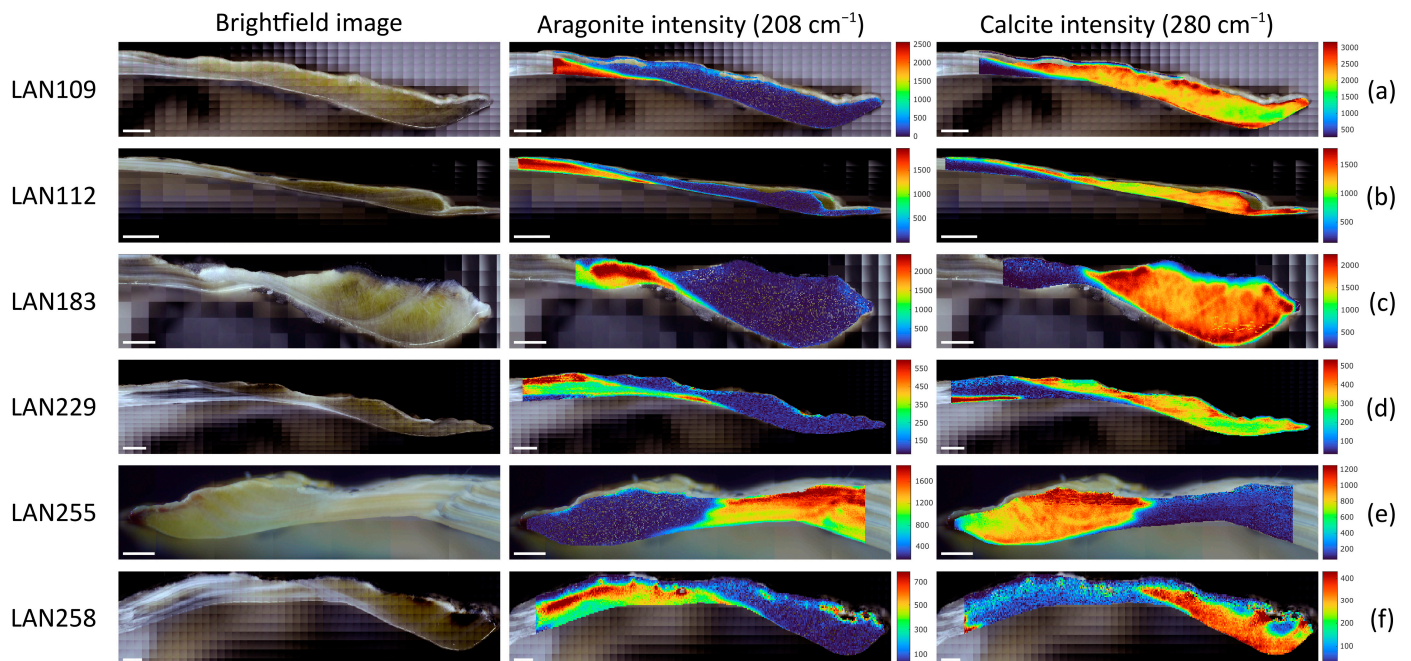 Brightfield image Aragonite intensity (208 cm⁻¹) Calcite intensity (280 cm⁻¹)
LAN109 2500 2000 1500 1000 500 0 3000 2500 2000 1500 1000 500 (a)
LAN112 1500 1000 500 1500 1000 500 (b)
LAN183 2000 1500 1000 500 0 2000 1500 1000 500 (c)
LAN229 550 450 350 250 150 500 400 300 200 100 (d)
LAN255 1600 1200 800 400 1200 1000 800 600 400 200 (e)
LAN258 700 500 300 100 400 300 200 100 (f)